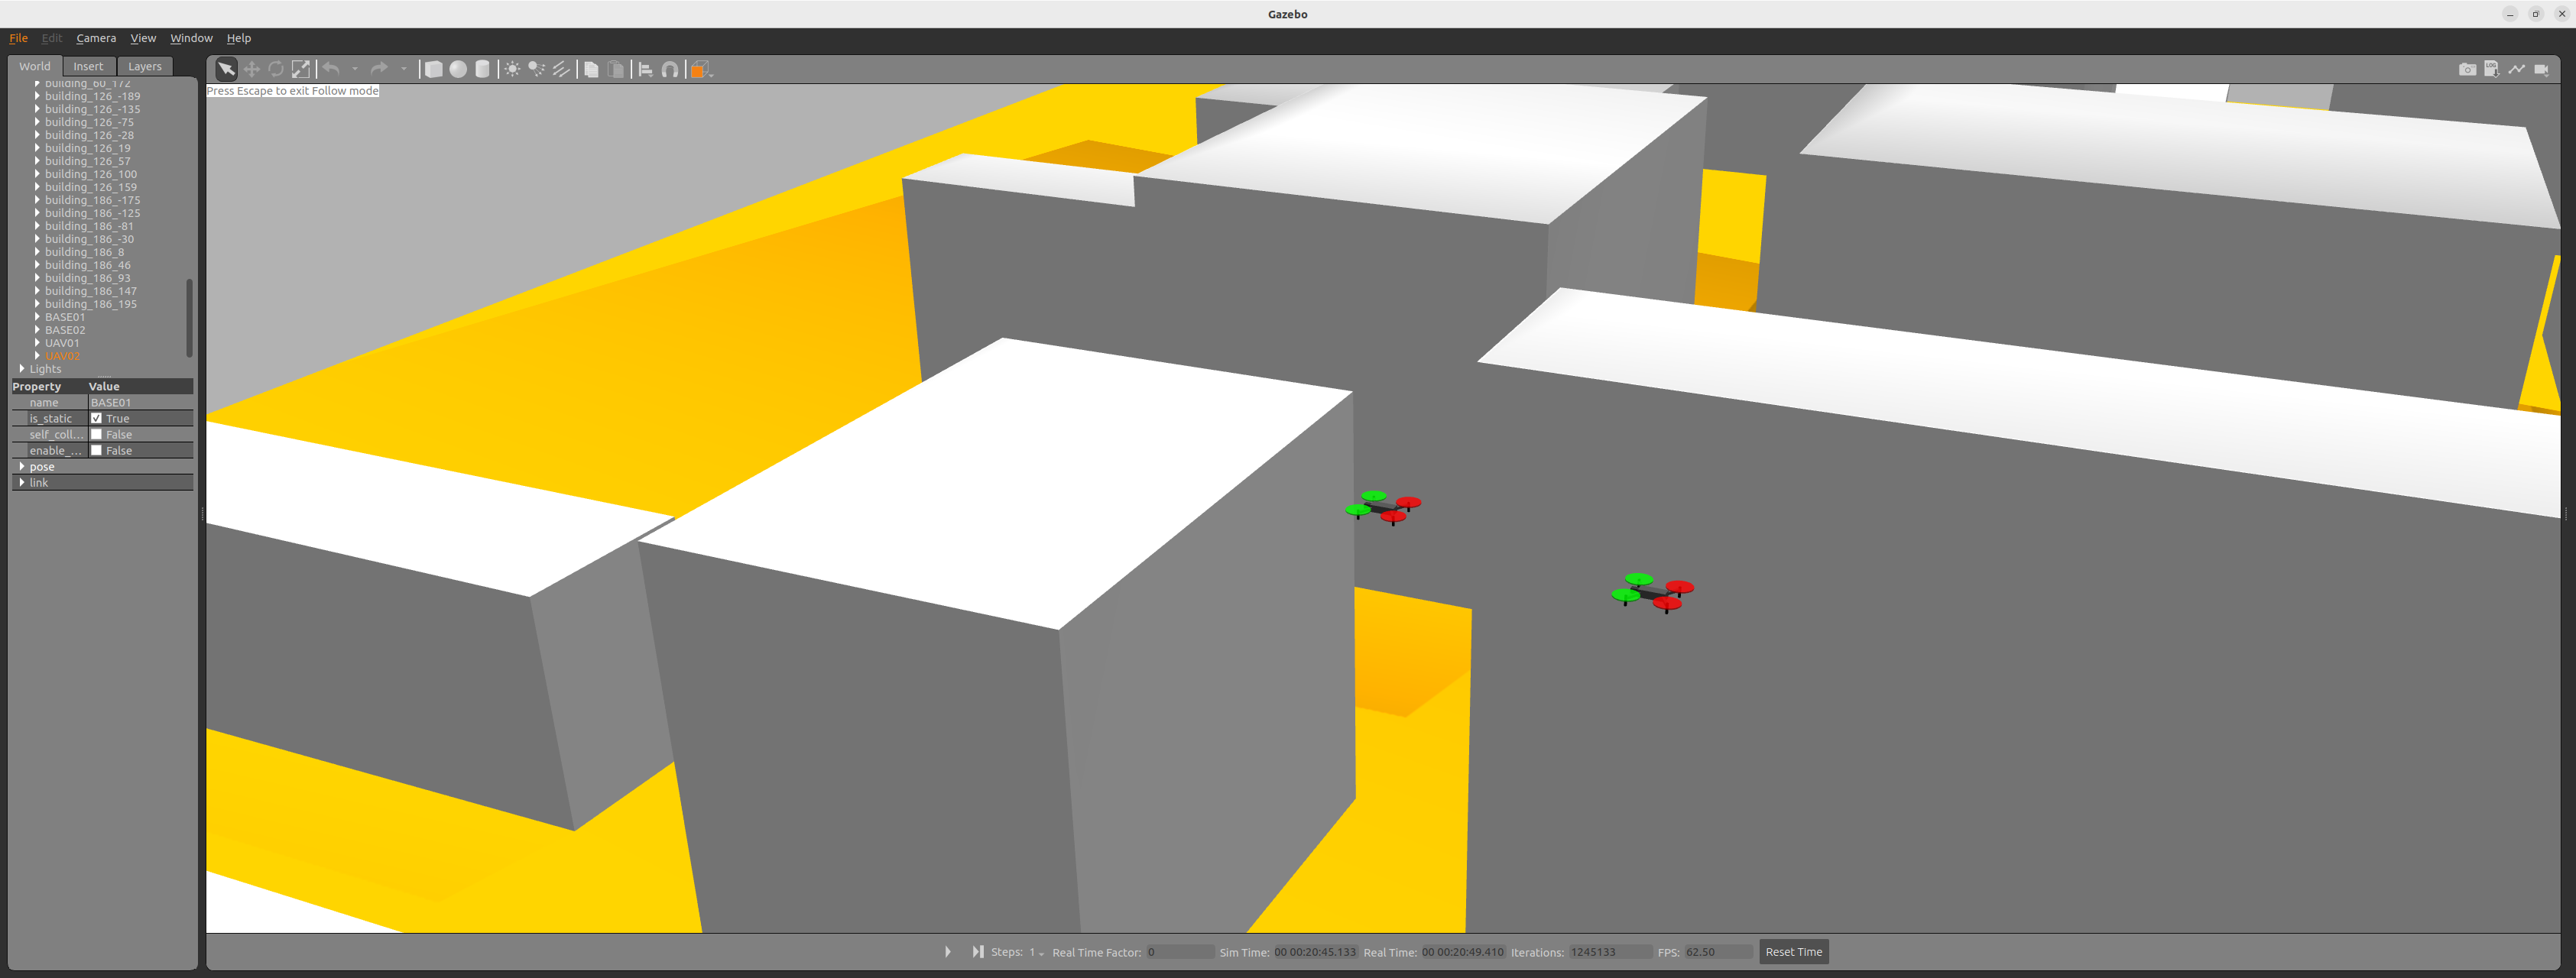 Gazebo
File Edit Camera View Window Help
World Insert Layers
Press Escape to exit Follow mode
building_60_172
building_126_-189
building_126_-135
building_126_-75
building_126_-28
building_126_19
building_126_57
building_126_100
building_126_159
building_186_-175
building_186_-125
building_186_-81
building_186_-30
building_186_8
building_186_46
building_186_93
building_186_147
building_186_195
BASE01
BASE02
UAV01
UAV02
Lights
Property Value
name BASE01
is_static True
self_coll... False
enable_... False
pose
link
Steps: 1 Real Time Factor: 0 Sim Time: 00 00:20:45.133 Real Time: 00 00:20:49.410 Iterations: 1245133 FPS: 62.50 Reset Time